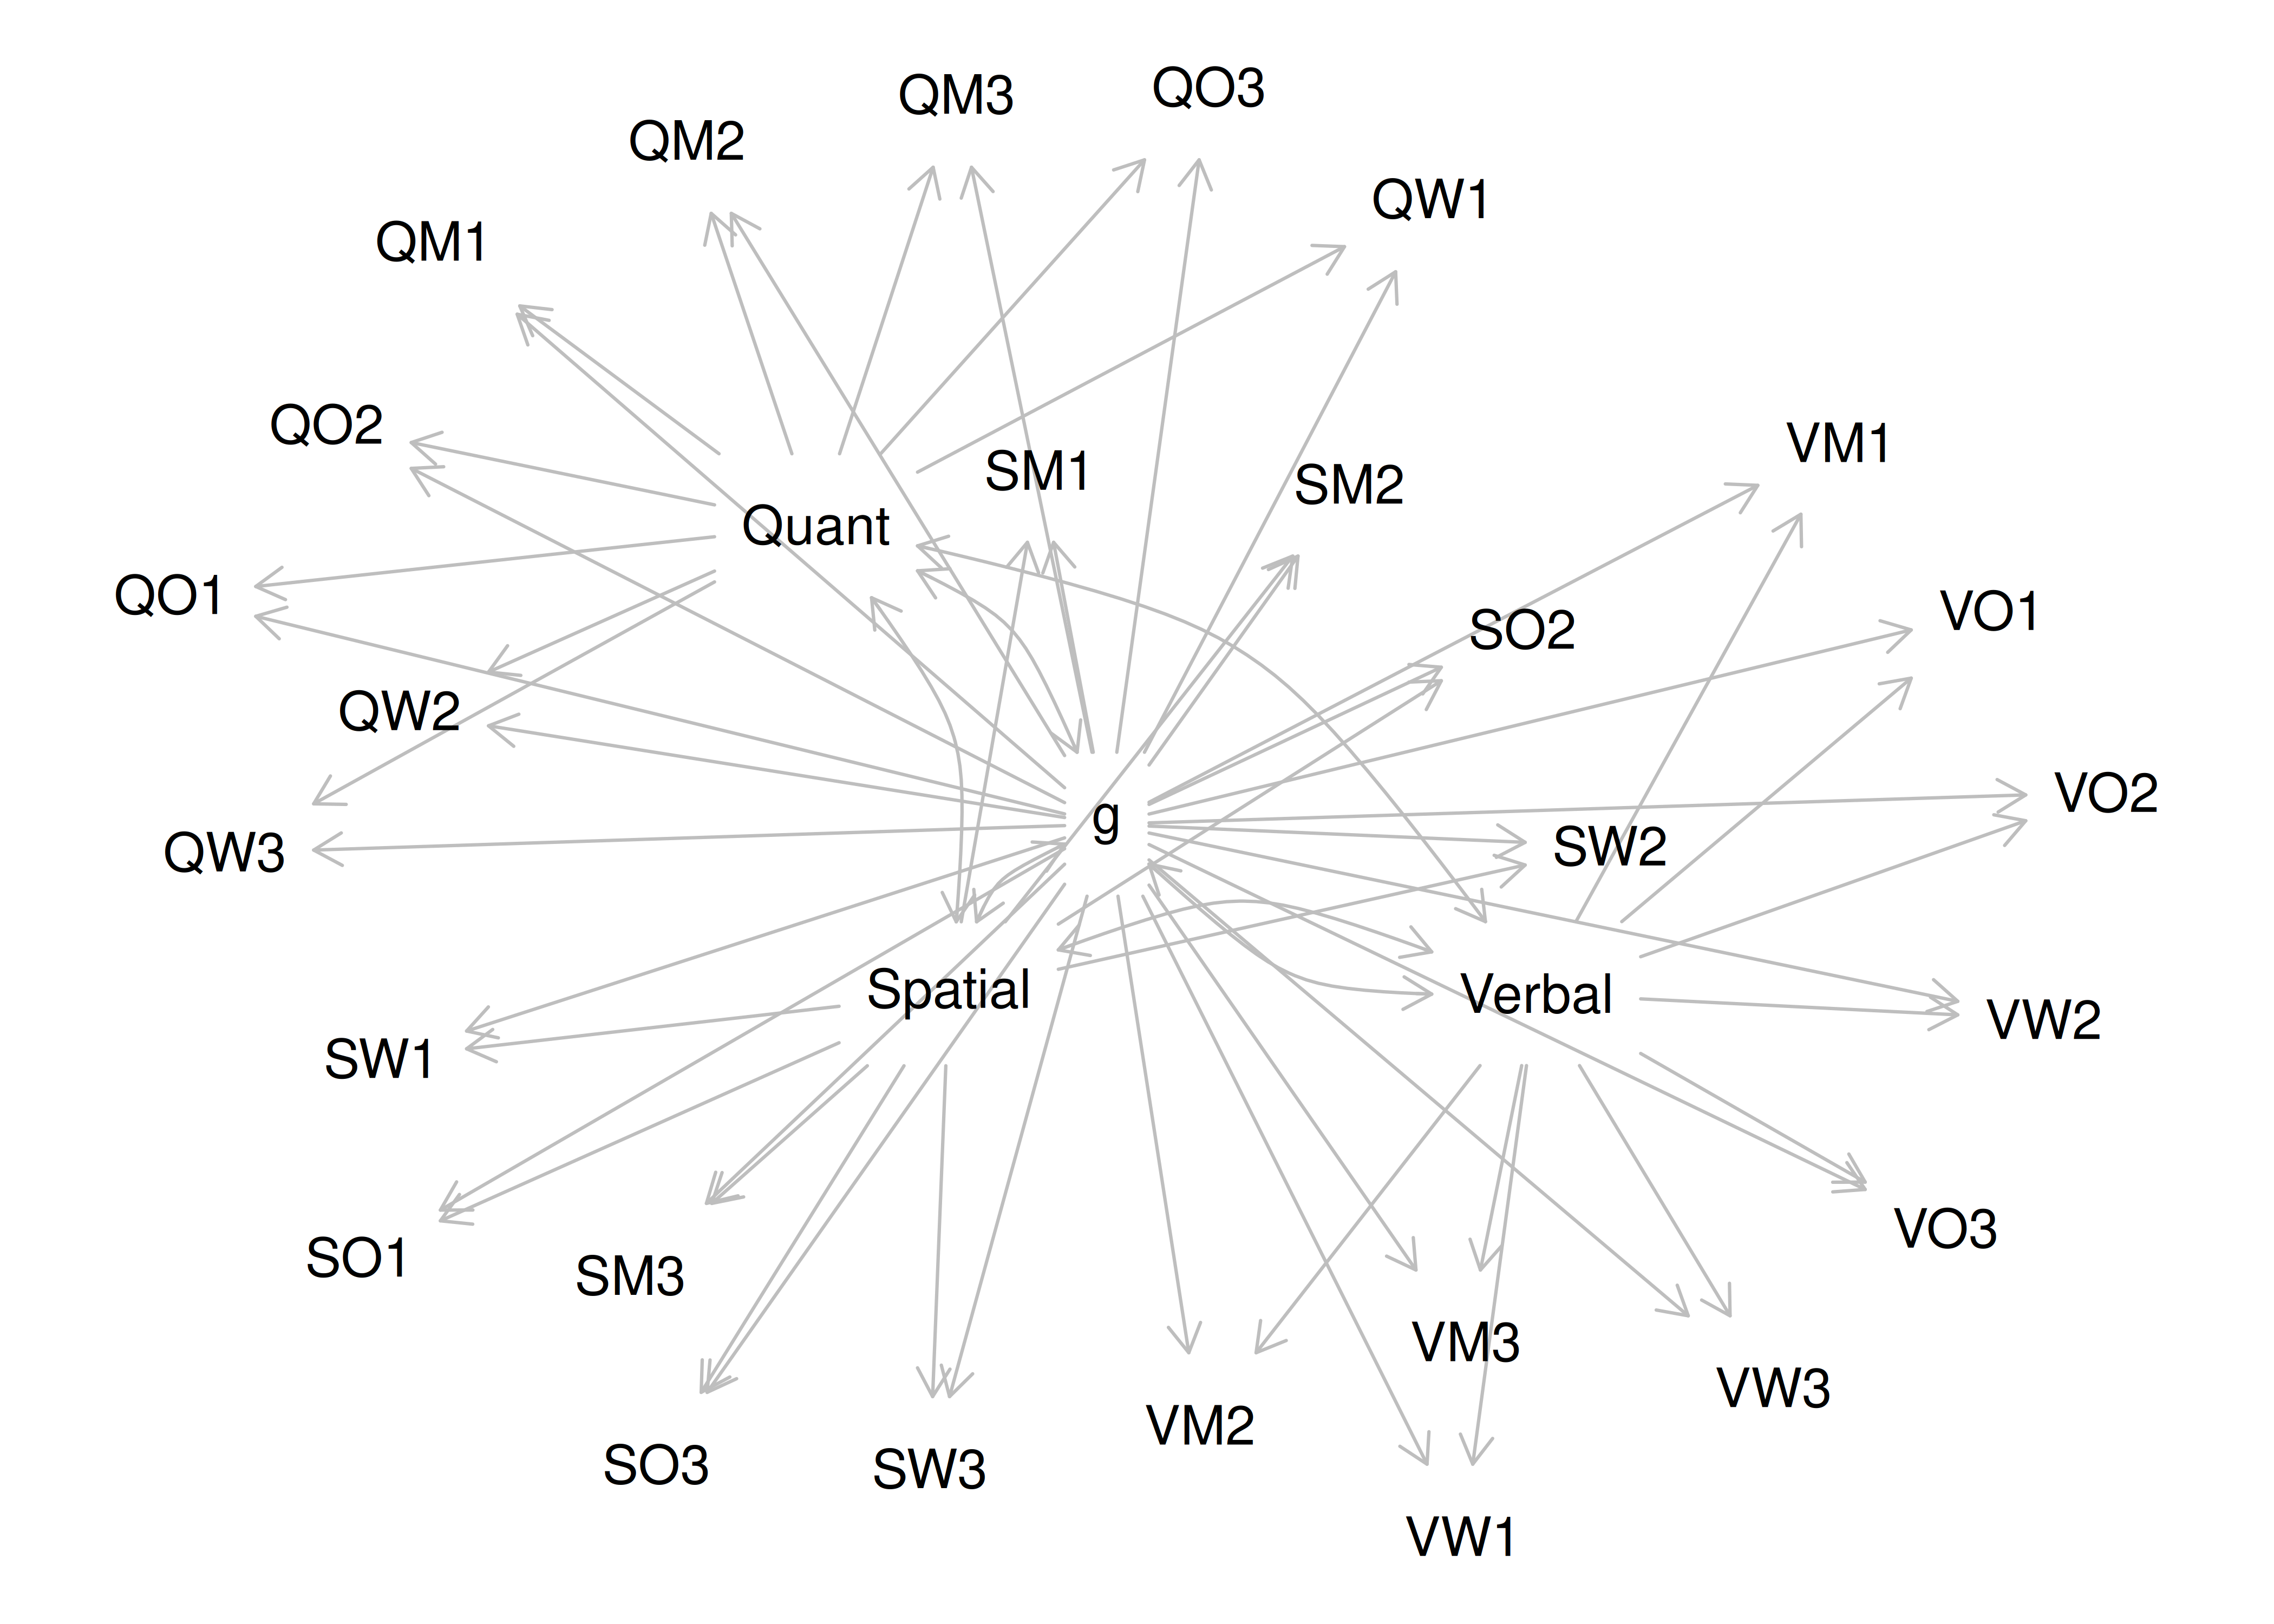 QM3
QO3
QM2
QW1
QM1
QO2
VM1
SM1
SM2
Quant
QO1
VO1
SO2
QW2
VO2
g
SW2
QW3
Spatial
Verbal
VW2
SW1
VO3
SO1
SM3
VM3
VW3
VM2
SO3
SW3
VW1